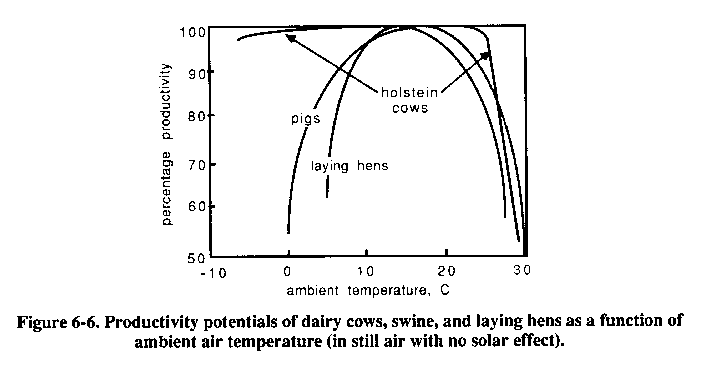 100
90
80
70
60
50
percentage productivity
holstein
cows
pigs
laying hens
-10 0 10 20 30
ambient temperature, C
Figure 6-6. Productivity potentials of dairy cows, swine, and laying hens as a function of
ambient air temperature (in still air with no solar effect).